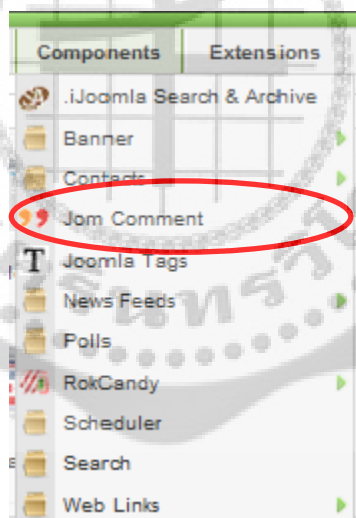 Components Extensions
.iJoomla Search & Archive
Banner
Contacts
Jom Comment
Joomla Tags
News Feeds
Polls
RokCandy
Scheduler
Search
Web Links